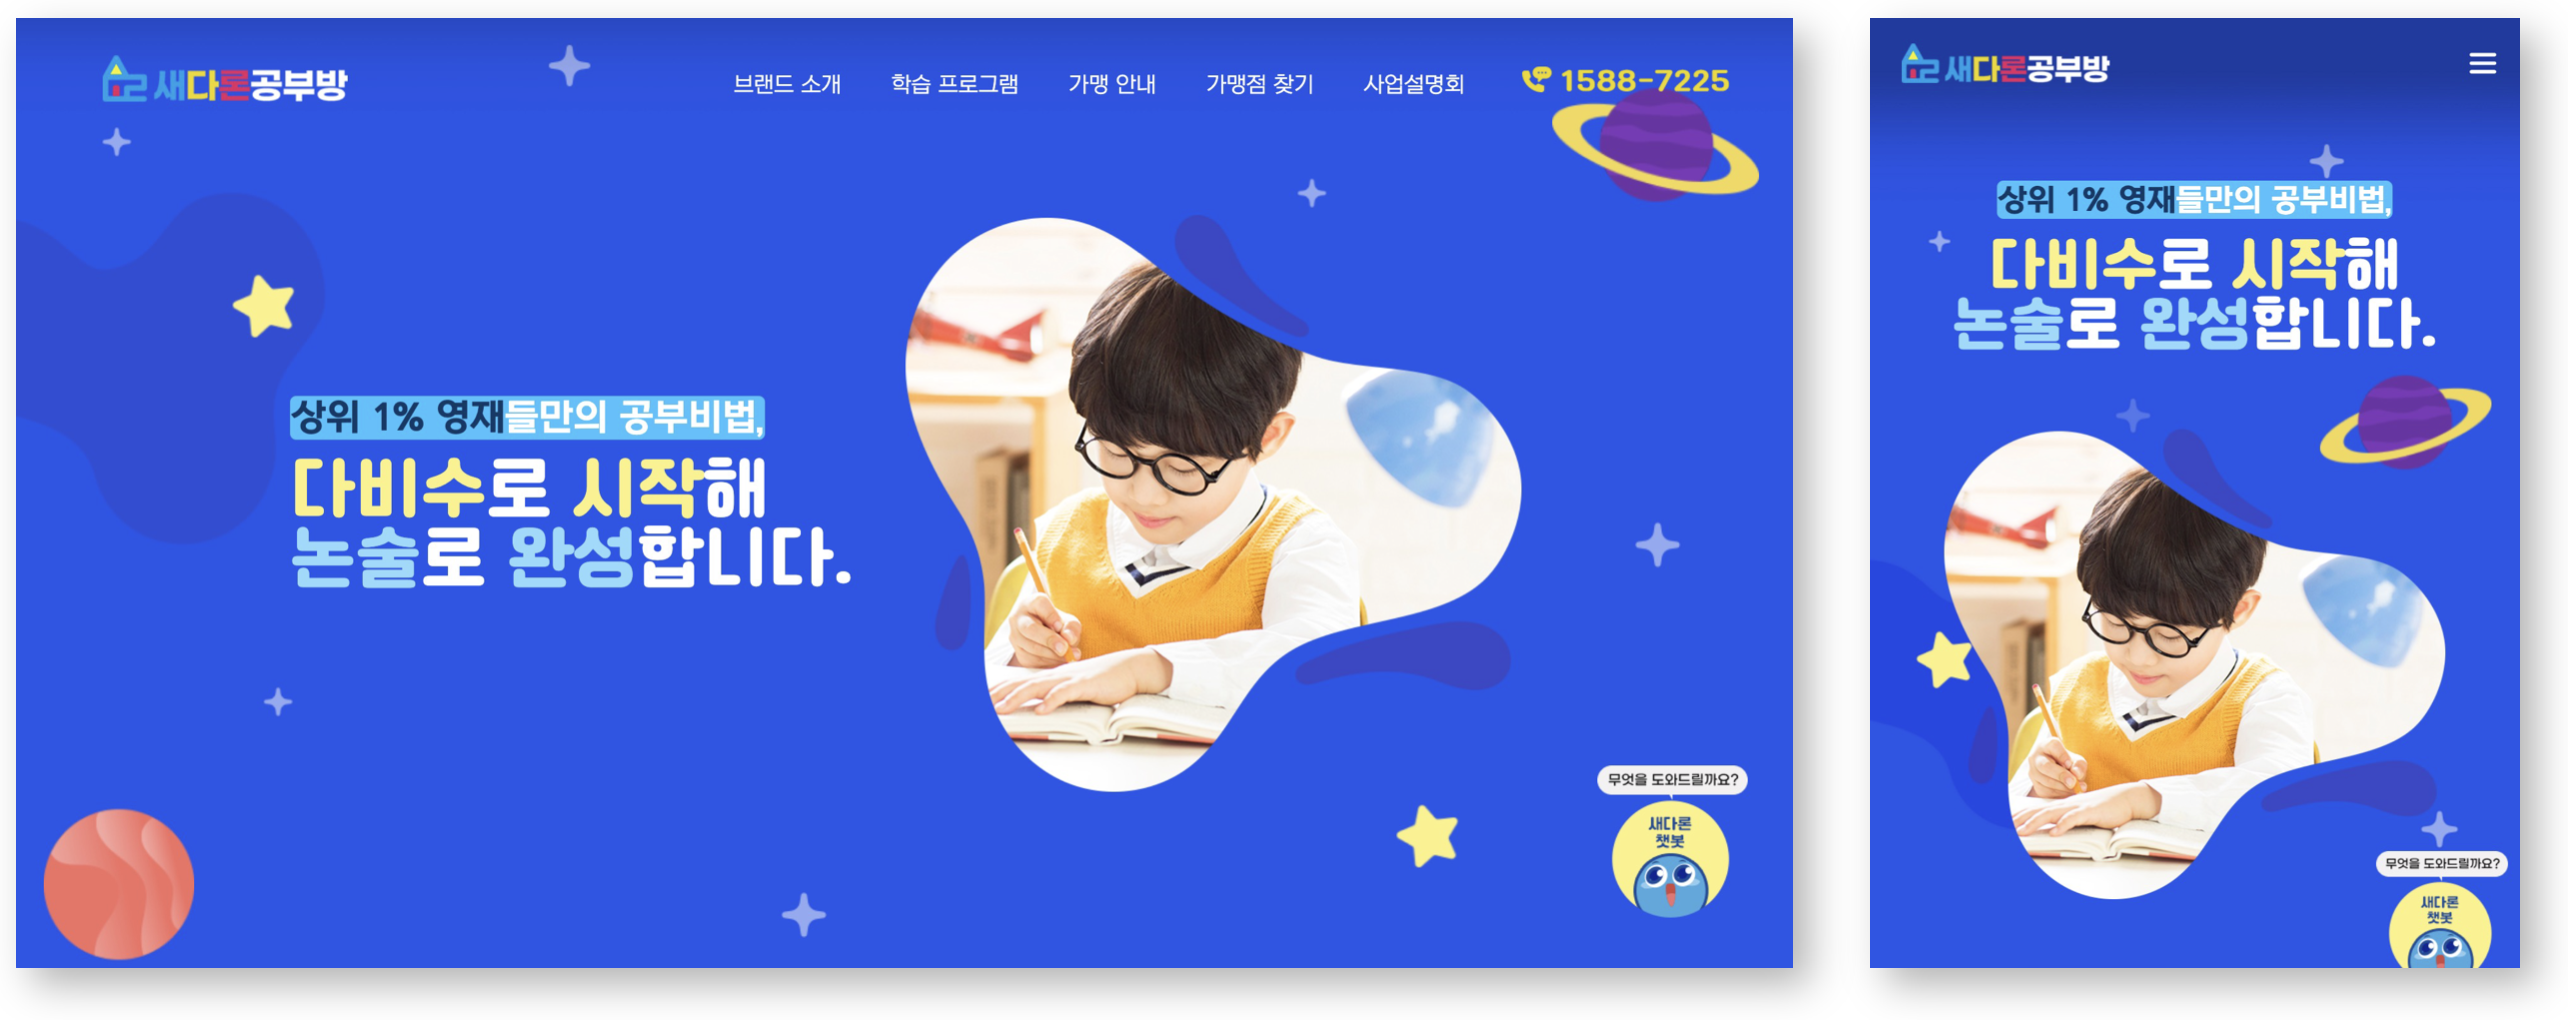 새다론공부방
브랜드 소개 학습 프로그램 가맹 안내 가맹점 찾기 사업설명회 1588-7225
상위 1% 영재들만의 공부비법,
다비수로 시작해
논술로 완성합니다.
무엇을 도와드릴까요?
새다론
챗봇
새다론공부방
상위 1% 영재들만의 공부비법,
다비수로 시작해
논술로 완성합니다.
무엇을 도와드릴까요?
새다론
챗봇